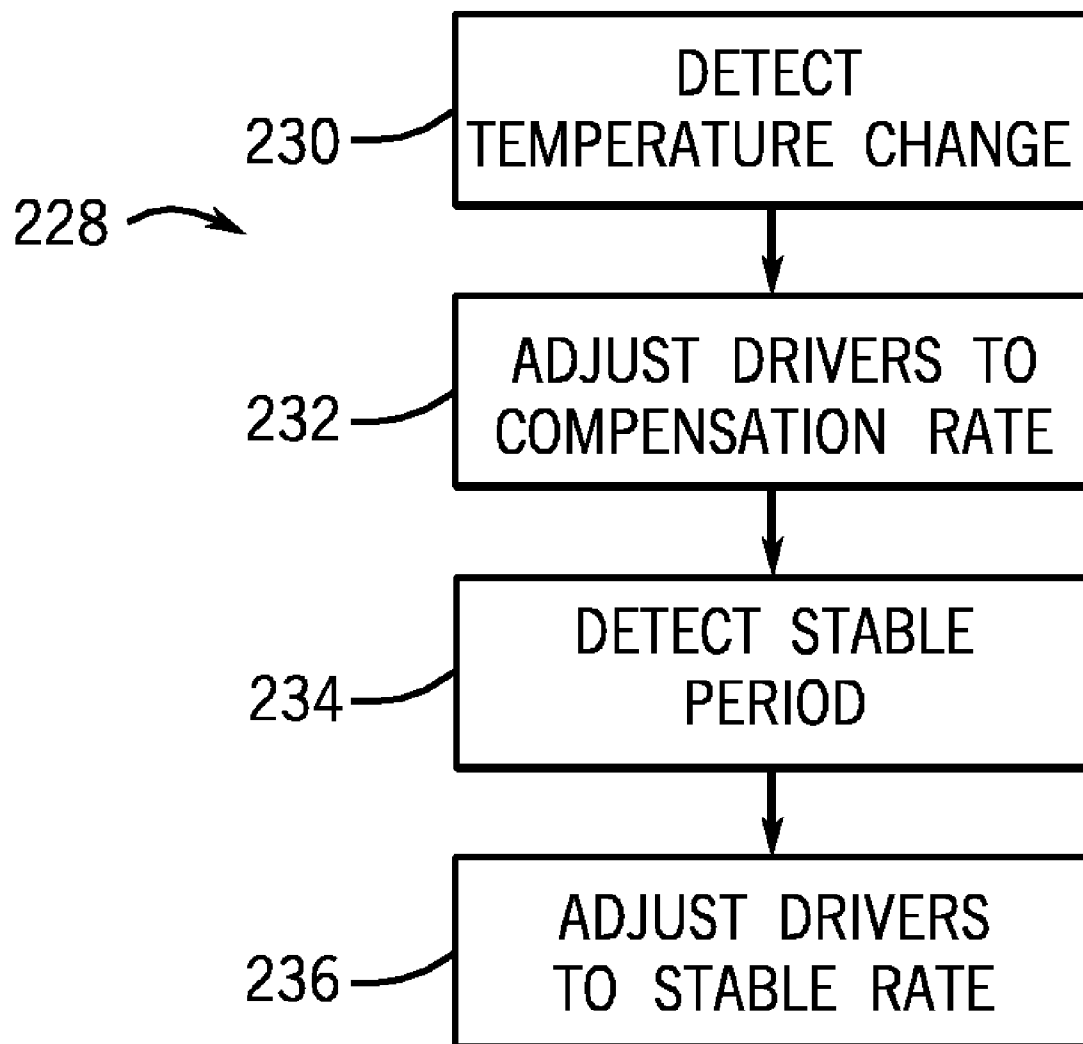 DETECT
TEMPERATURE CHANGE
230
228
ADJUST DRIVERS TO
COMPENSATION RATE
232
DETECT STABLE
PERIOD
234
ADJUST DRIVERS
TO STABLE RATE
236